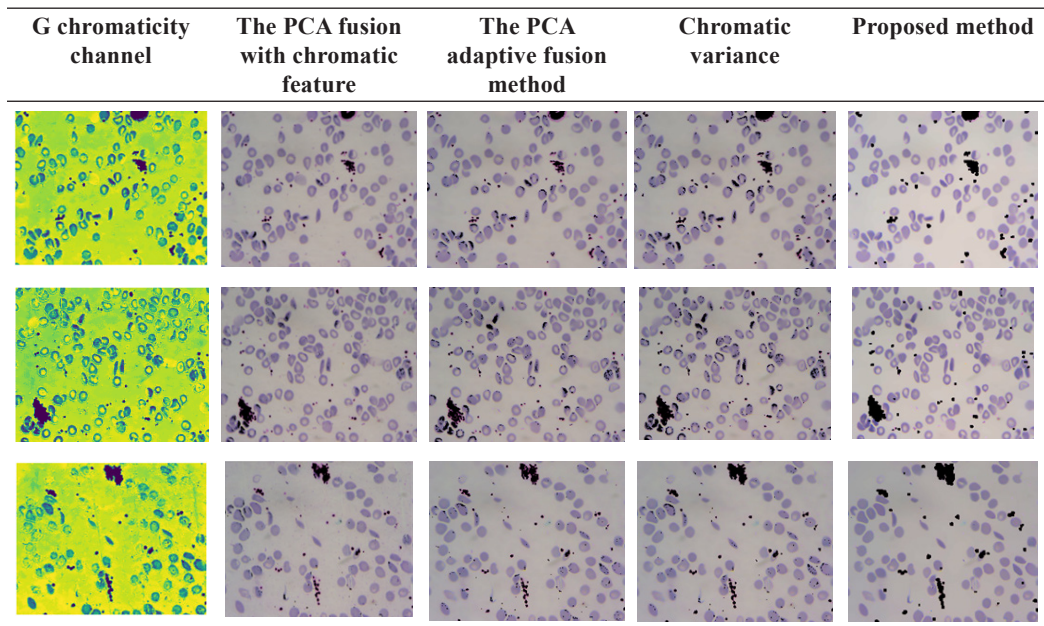 G chromaticity
channel
The PCA fusion
with chromatic
feature
The PCA
adaptive fusion
method
Chromatic
variance
Proposed method